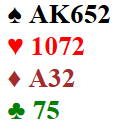 ♠ AK652
♥ 1072
♦ A32
♣ 75